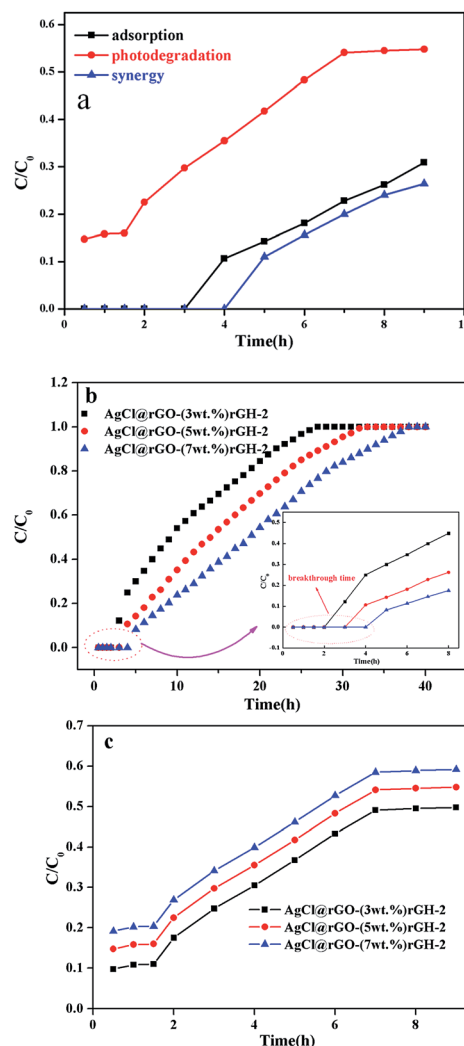 0.6
adsorption
photodegradation
synergy
0.5
a
0.4
C/C0
0.3
0.2
0.1
0.0
0 2 4 6 8 1
Time(h)
1.2
b
AgCl@rGO-(3wt.%)rGH-2
AgCl@rGO-(5wt.%)rGH-2
AgCl@rGO-(7wt.%)rGH-2
1.0
0.8
C/C0
0.6
0.4
0.2
0.0
0.5
0.4
0.3
0.2
0.1
0.0
-0.1
C/C0
breakthrough time
0 2 4 6 8
Time(h)
0 10 20 30 40
Time(h)
0.7
c
0.6
0.5
C/C0
0.4
0.3
0.2
0.1
0.0
AgCl@rGO-(3wt.%)rGH-2
AgCl@rGO-(5wt.%)rGH-2
AgCl@rGO-(7wt.%)rGH-2
0 2 4 6 8
Time(h)